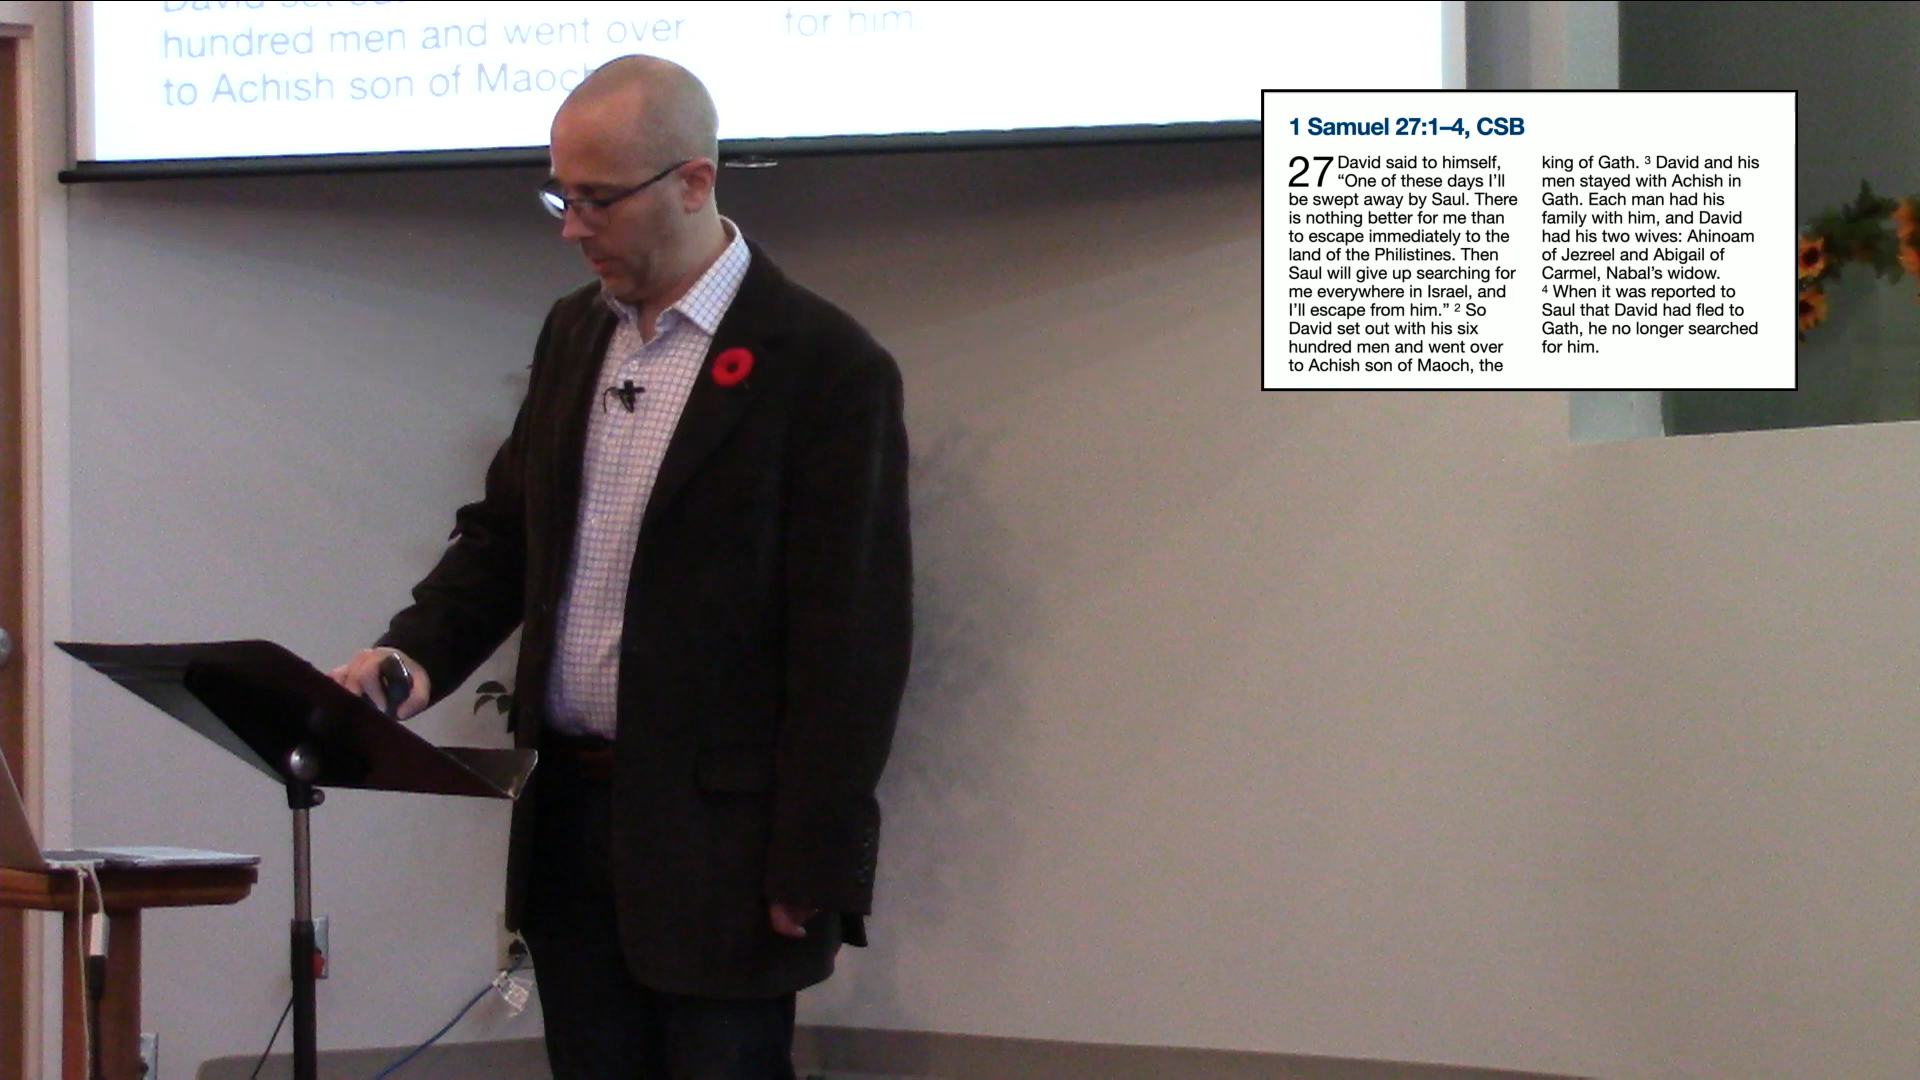 David set
hundred men and went over
to Achish son of Maoch
for him.
1 Samuel 27:1–4, CSB
27 David said to himself,
“One of these days I’ll
be swept away by Saul. There
is nothing better for me than
to escape immediately to the
land of the Philistines. Then
Saul will give up searching for
me everywhere in Israel, and
I’ll escape from him.” ² So
David set out with his six
hundred men and went over
to Achish son of Maoch, the
king of Gath. ³ David and his
men stayed with Achish in
Gath. Each man had his
family with him, and David
had his two wives: Ahinoam
of Jezreel and Abigail of
Carmel, Nabal’s widow.
⁴ When it was reported to
Saul that David had fled to
Gath, he no longer searched
for him.